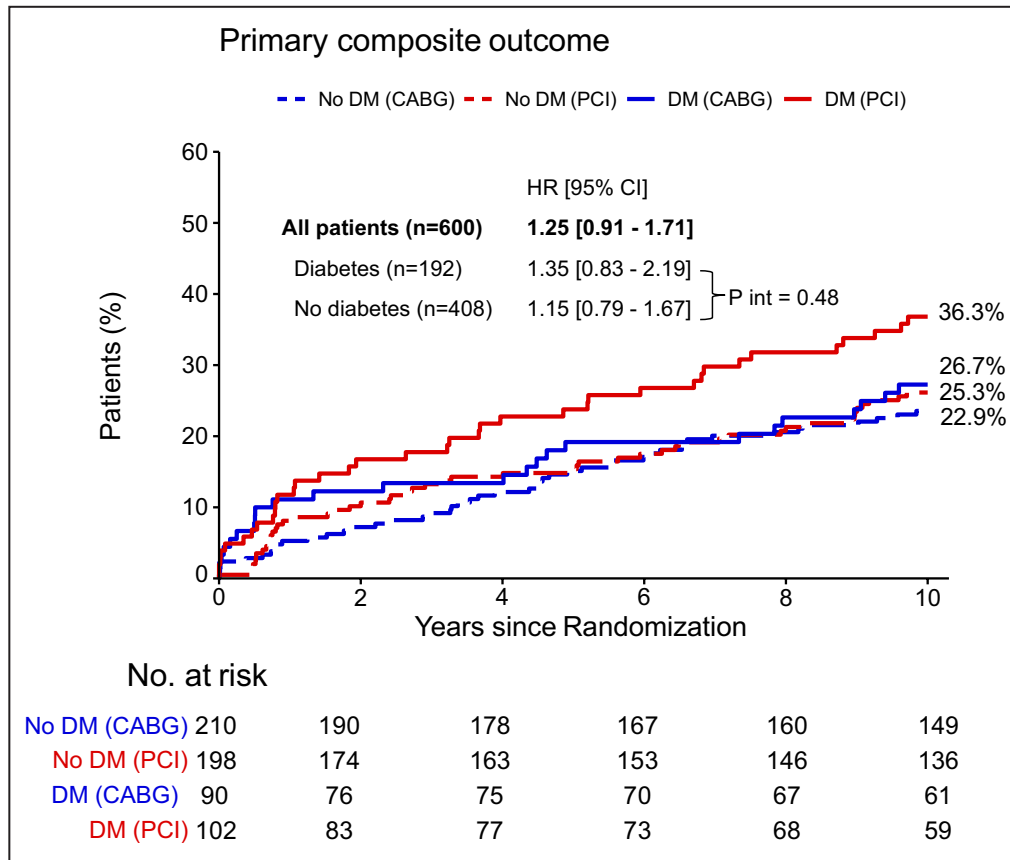 Primary composite outcome
No DM (CABG) No DM (PCI) DM (CABG) DM (PCI)
60
50
40
30
20
10
0
Patients (%)
HR [95% CI]
All patients (n=600) 1.25 [0.91 - 1.71]
Diabetes (n=192) 1.35 [0.83 - 2.19]
P int = 0.48
No diabetes (n=408) 1.15 [0.79 - 1.67]
36.3%
26.7%
25.3%
22.9%
0 2 4 6 8 10
Years since Randomization
No. at risk
No DM (CABG) 210 190 178 167 160 149
No DM (PCI) 198 174 163 153 146 136
DM (CABG) 90 76 75 70 67 61
DM (PCI) 102 83 77 73 68 59